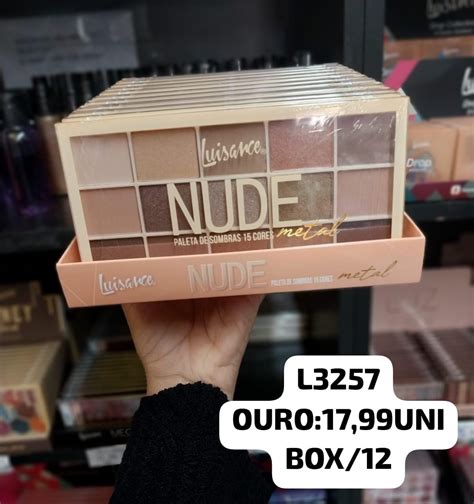 Luisance
NUDE
metal
PALETA DE SOMBRAS 15 CORES
Luisance
NUDE
PALETA DE SOMBRAS 15 CORES
metal
Drop
L3257
OURO:17,99UNI
BOX/12